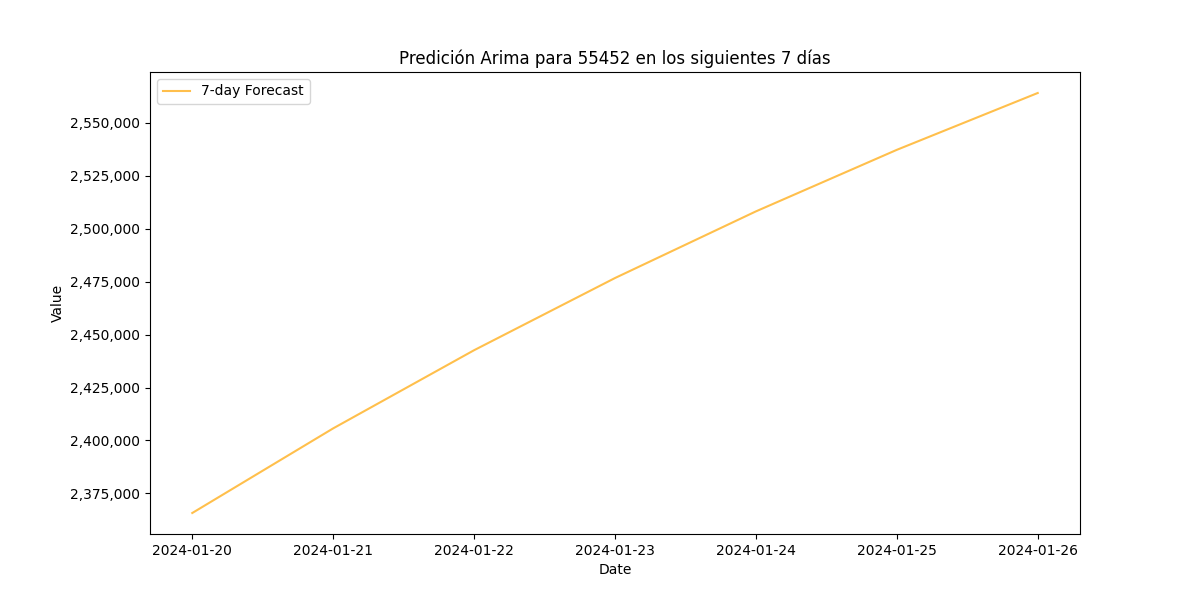 Predición Arima para 55452 en los siguientes 7 días
7-day Forecast
2,550,000
2,525,000
2,500,000
2,475,000
2,450,000
2,425,000
2,400,000
2,375,000
Value
2024-01-20 2024-01-21 2024-01-22 2024-01-23 2024-01-24 2024-01-25 2024-01-26
Date